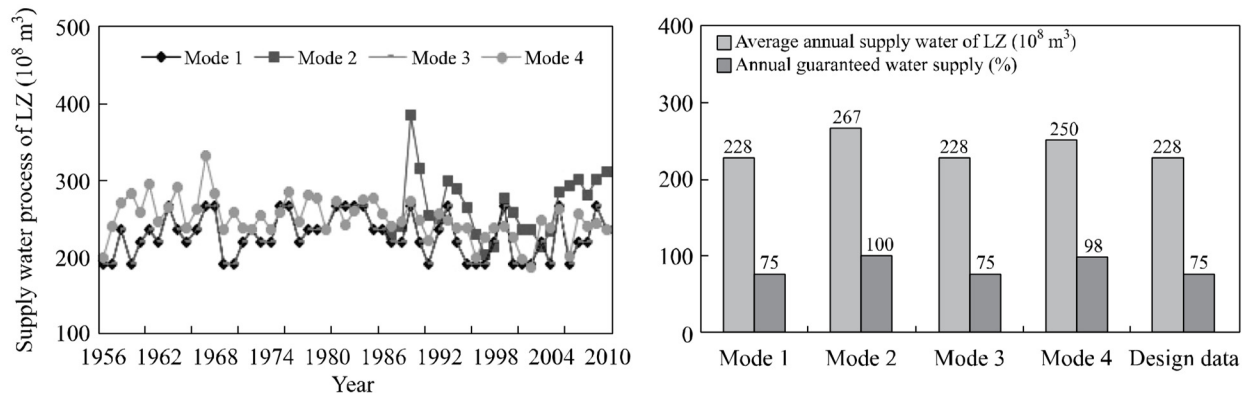 Supply water process of LZ (10⁸ m³)
500
400
300
200
100
Mode 1 Mode 2 Mode 3 Mode 4
1956 1962 1968 1974 1980 1986 1992 1998 2004 2010
Year
400
300
200
100
0
Average annual supply water of LZ (10⁸ m³)
Annual guaranteed water supply (%)
228 75 267 100 228 75 250 98 228 75
Mode 1 Mode 2 Mode 3 Mode 4 Design data